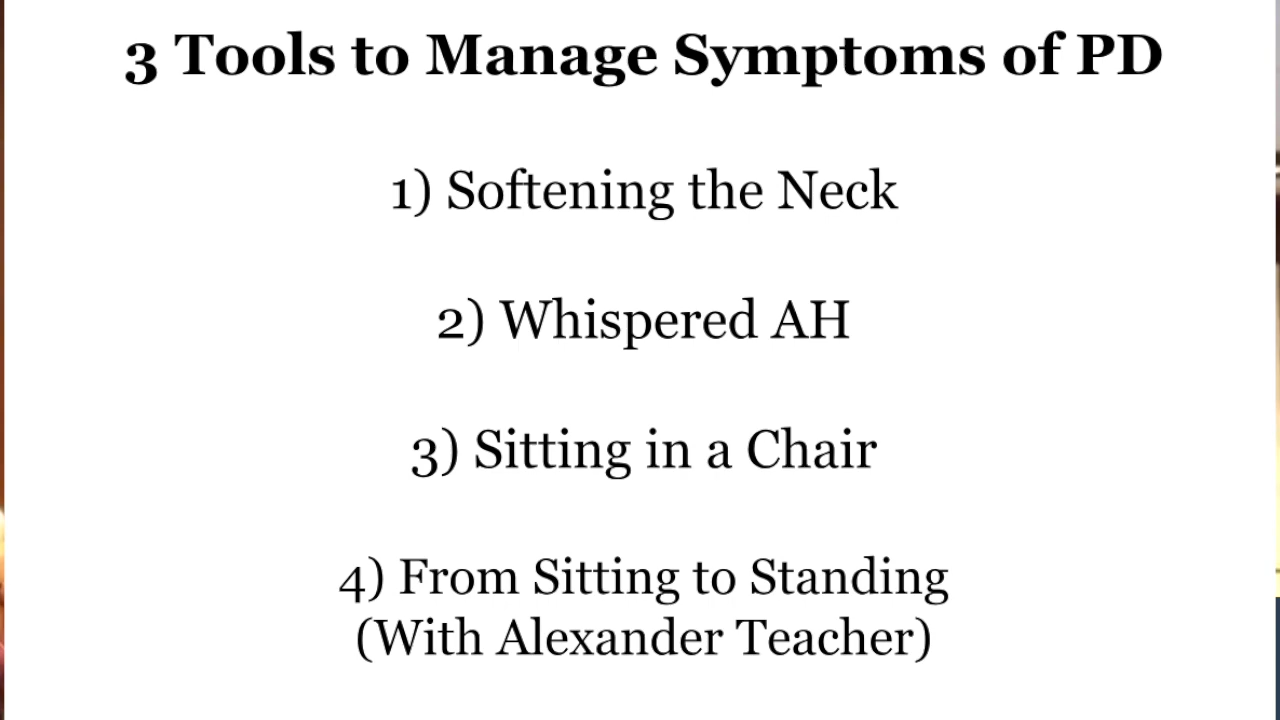 3 Tools to Manage Symptoms of PD
1) Softening the Neck
2) Whispered AH
3) Sitting in a Chair
4) From Sitting to Standing
(With Alexander Teacher)